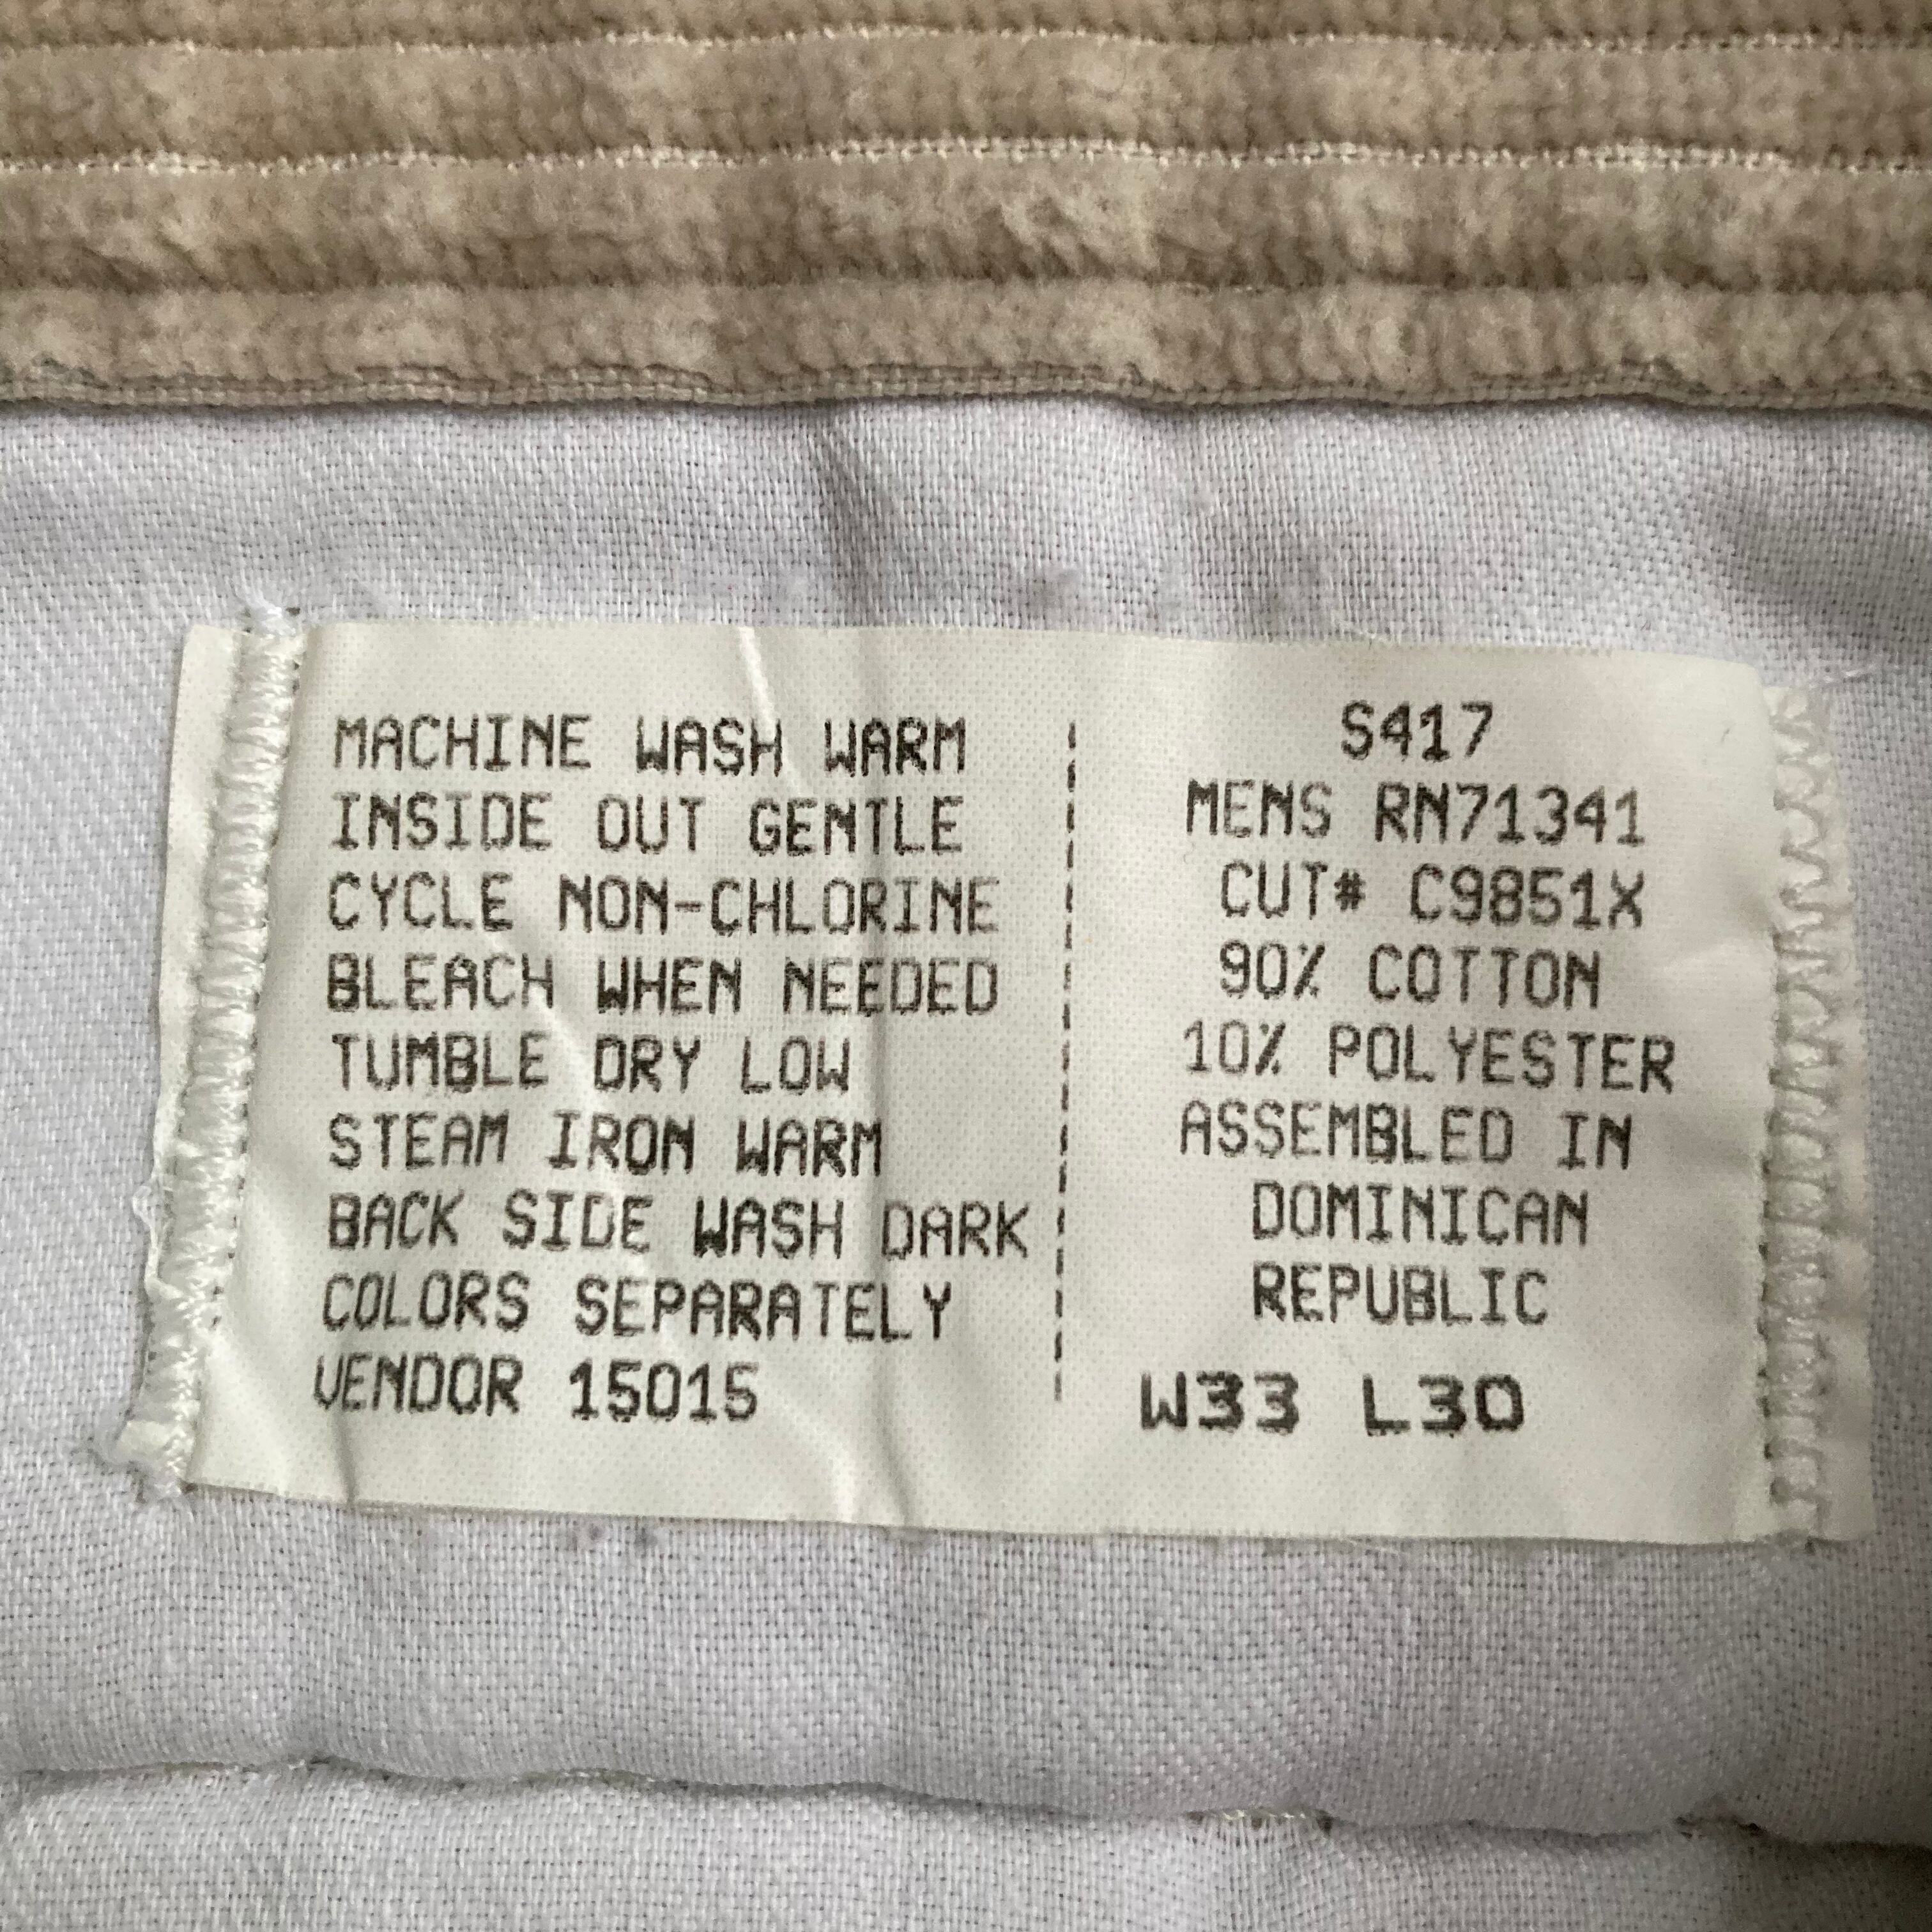 MACHINE WASH WARM
INSIDE OUT GENTLE
CYCLE NON-CHLORINE
BLEACH WHEN NEEDED
TUMBLE DRY LOW
STEAM IRON WARM
BACK SIDE WASH DARK
COLORS SEPARATELY
VENDOR 15015
S417
MENS RN71341
CUT# C9851X
90% COTTON
10% POLYESTER
ASSEMBLED IN
DOMINICAN
REPUBLIC
W33 L30